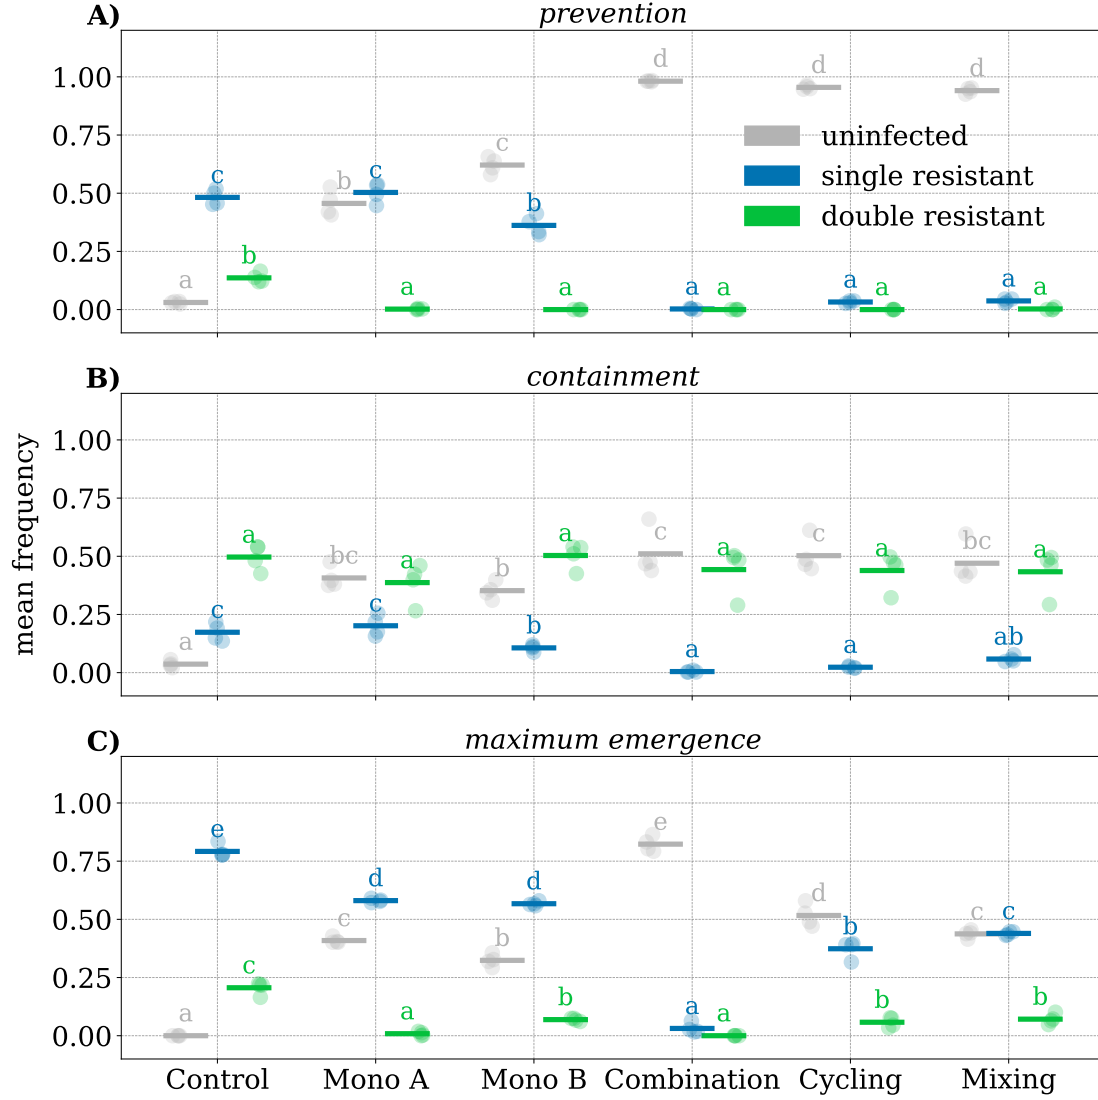 A)
prevention
1.00
0.75
0.50
0.25
0.00
c
a
b
b
c
a
c
b
a
d
a
a
d
a
a
d
a
a
uninfected
single resistant
double resistant
B)
containment
mean frequency
1.00
0.75
0.50
0.25
0.00
a
c
a
bc
c
a
b
b
a
c
a
a
c
a
a
bc
ab
a
C)
maximum emergence
1.00
0.75
0.50
0.25
0.00
a
e
c
c
d
a
b
d
b
e
a
a
d
b
b
c
c
b
Control
Mono A
Mono B
Combination
Cycling
Mixing